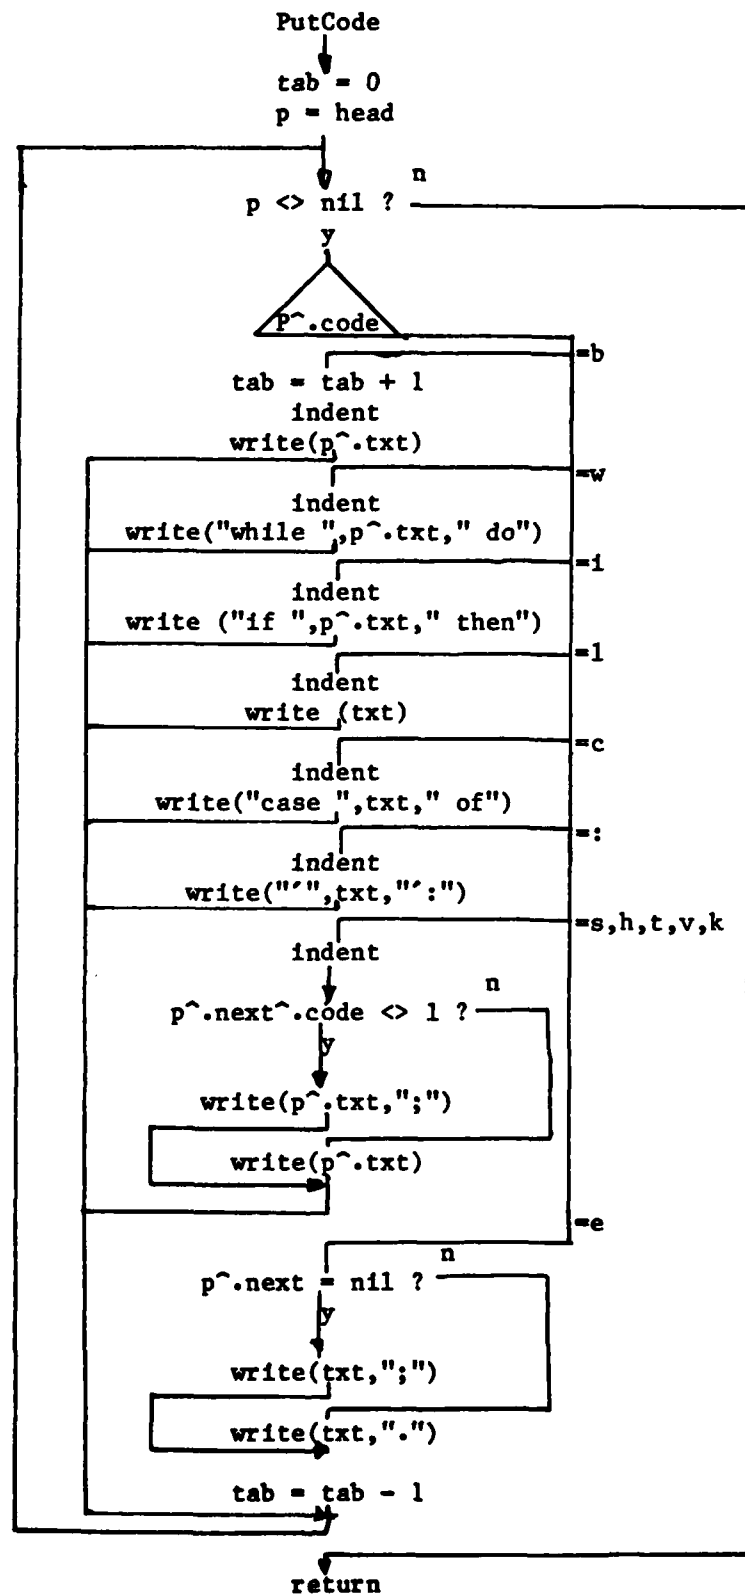 PutCode
tab = 0
p = head
n
p <> nil ?
y
P^.code
=b
tab = tab + 1
indent
write(p^.txt)
=w
indent
write("while ",p^.txt," do")
=i
indent
write ("if ",p^.txt," then")
=l
indent
write (txt)
=c
indent
write("case ",txt," of")
=:
indent
write("´",txt,"´:")
=s,h,t,v,k
indent
n
p^.next^.code <> l ?
y
write(p^.txt,";")
write(p^.txt)
=e
n
p^.next = nil ?
y
write(txt,";")
write(txt,".")
tab = tab - 1
return